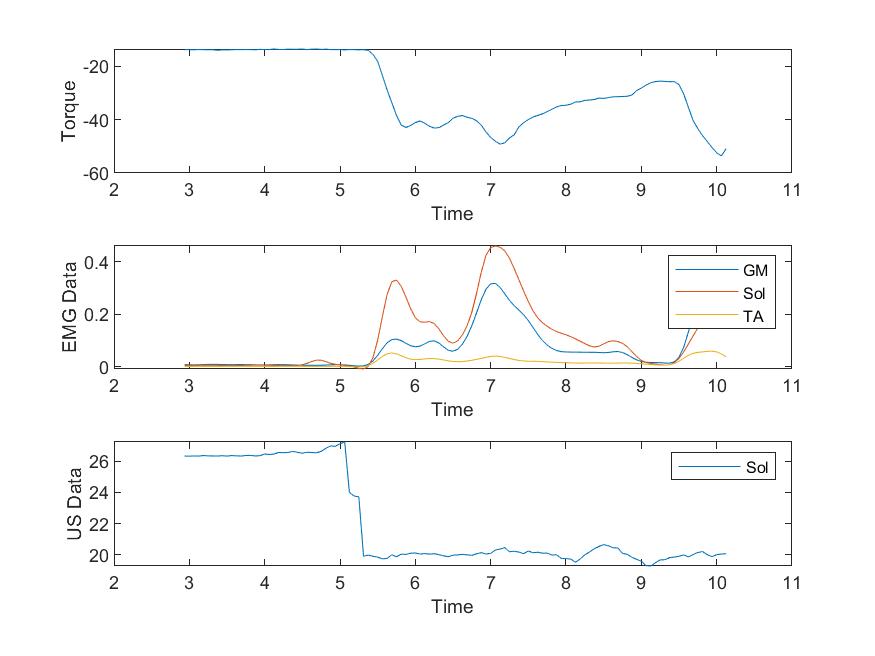 -20
-40
-60
Torque
2 3 4 5 6 7 8 9 10 11
Time
0.4
0.2
0
EMG Data
GM
Sol
TA
2 3 4 5 6 7 8 9 10 11
Time
26
24
22
20
US Data
Sol
2 3 4 5 6 7 8 9 10 11
Time